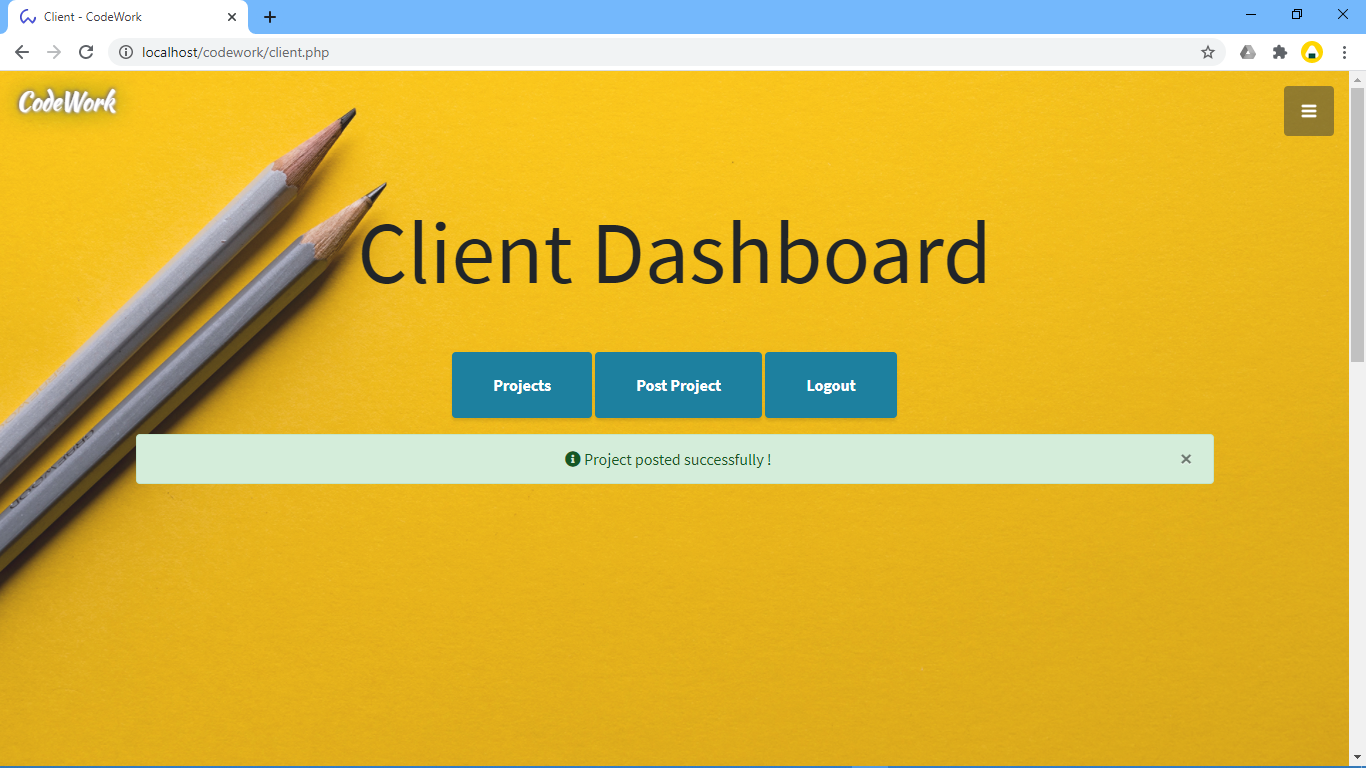 Client - CodeWork
localhost/codework/client.php
CodeWork
Client Dashboard
Projects Post Project Logout
Project posted successfully !